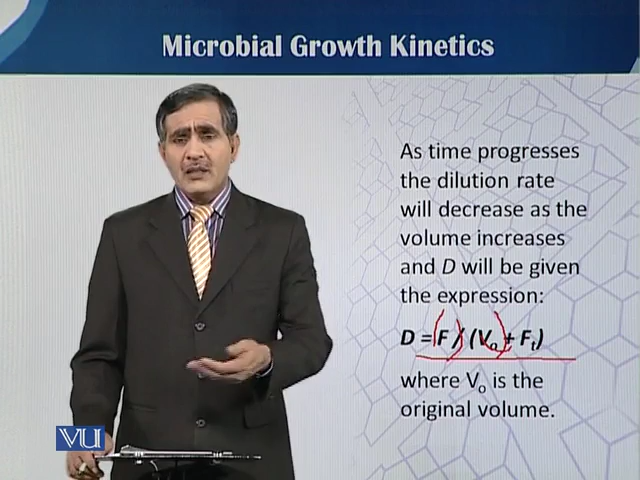 Microbial Growth Kinetics
As time progresses
the dilution rate
will decrease as the
volume increases
and D will be given
the expression:
D = F / (Vo + Ft)
where Vo is the
original volume.
VU